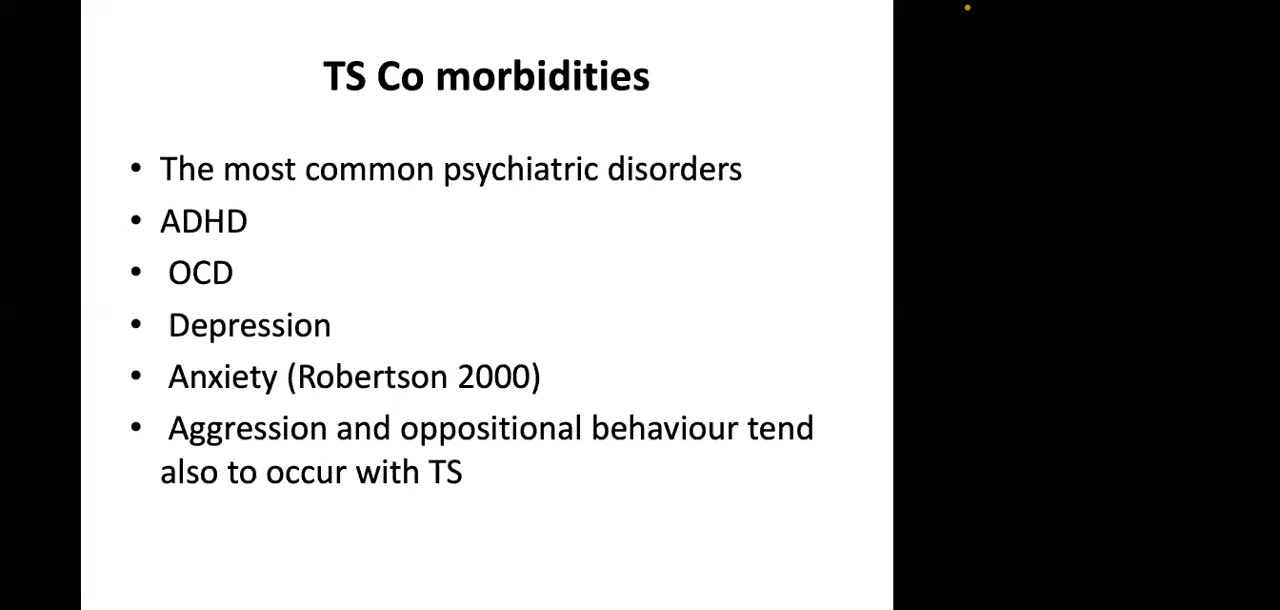 TS Co morbidities
• The most common psychiatric disorders
• ADHD
• OCD
• Depression
• Anxiety (Robertson 2000)
• Aggression and oppositional behaviour tend
also to occur with TS